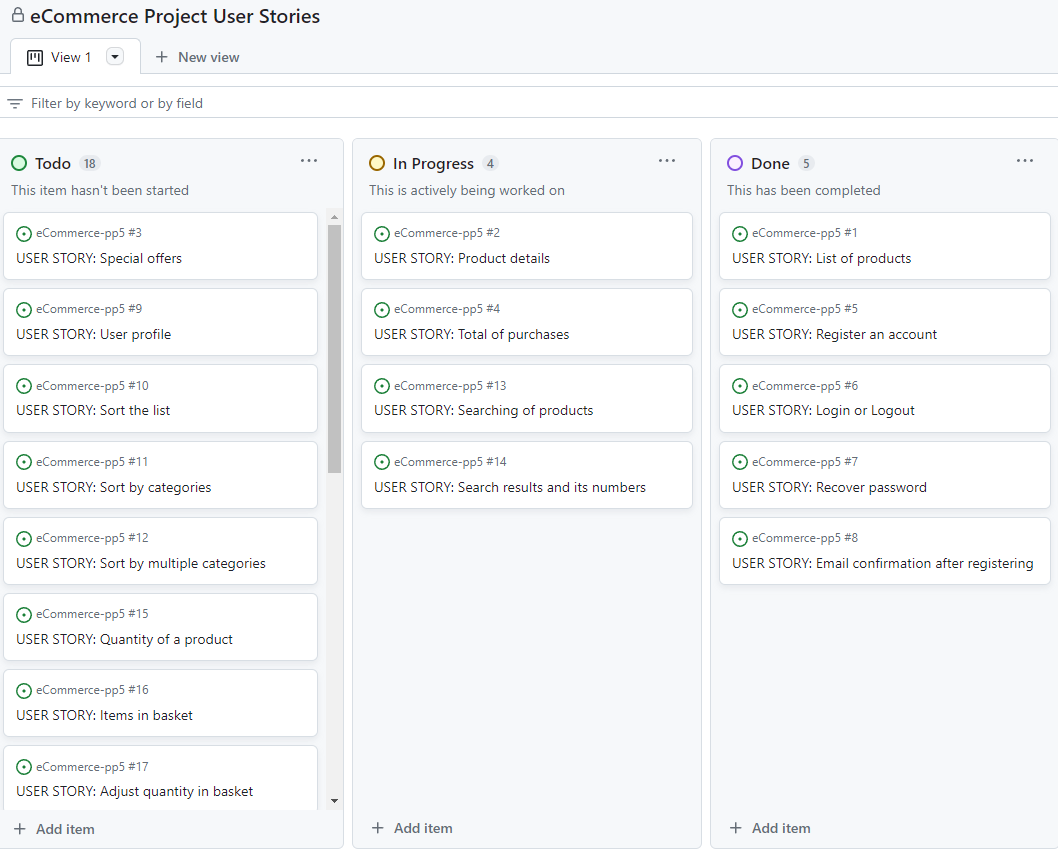 eCommerce Project User Stories
View 1
New view
Filter by keyword or by field
Todo 18
This item hasn't been started
eCommerce-pp5 #3
USER STORY: Special offers
eCommerce-pp5 #9
USER STORY: User profile
eCommerce-pp5 #10
USER STORY: Sort the list
eCommerce-pp5 #11
USER STORY: Sort by categories
eCommerce-pp5 #12
USER STORY: Sort by multiple categories
eCommerce-pp5 #15
USER STORY: Quantity of a product
eCommerce-pp5 #16
USER STORY: Items in basket
eCommerce-pp5 #17
USER STORY: Adjust quantity in basket
Add item
In Progress 4
This is actively being worked on
eCommerce-pp5 #2
USER STORY: Product details
eCommerce-pp5 #4
USER STORY: Total of purchases
eCommerce-pp5 #13
USER STORY: Searching of products
eCommerce-pp5 #14
USER STORY: Search results and its numbers
Add item
Done 5
This has been completed
eCommerce-pp5 #1
USER STORY: List of products
eCommerce-pp5 #5
USER STORY: Register an account
eCommerce-pp5 #6
USER STORY: Login or Logout
eCommerce-pp5 #7
USER STORY: Recover password
eCommerce-pp5 #8
USER STORY: Email confirmation after registering
Add item